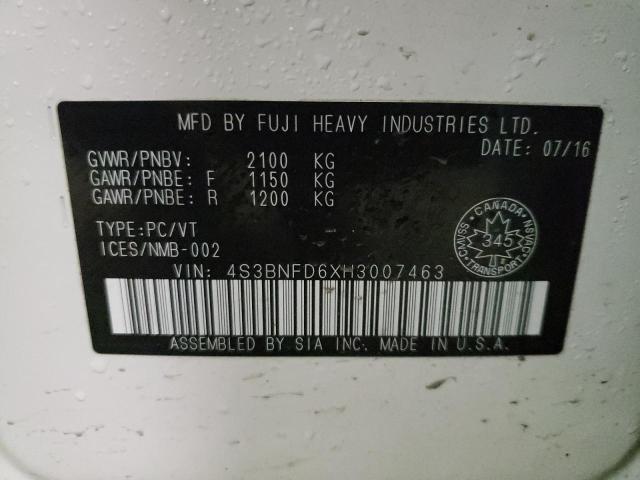 MFD BY FUJI HEAVY INDUSTRIES LTD.
DATE: 07/16
GVWR/PNBV: 2100 KG
GAWR/PNBE: F 1150 KG
GAWR/PNBE: R 1200 KG
TYPE:PC/VT
ICES/NMB-002
CANADA
NSVAC/NSVAC
345
TRANSPORT
VIN: 4S3BNFD6XH3007463
ASSEMBLED BY SIA INC. MADE IN U.S.A.